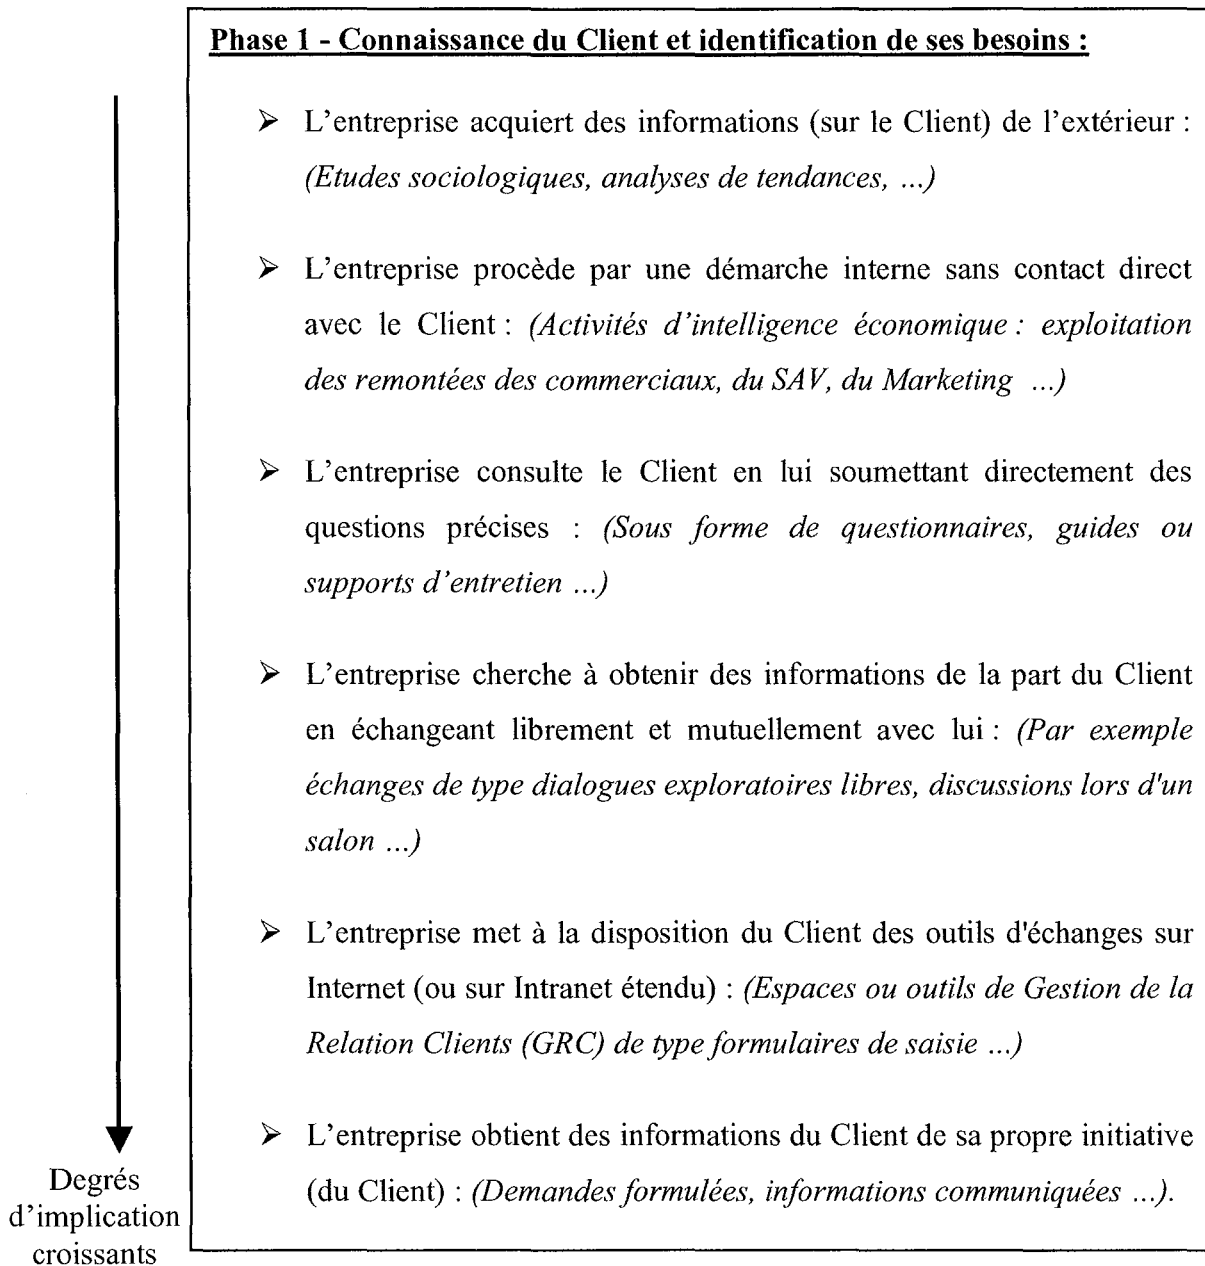 Phase 1 - Connaissance du Client et identification de ses besoins :
➢ L'entreprise acquiert des informations (sur le Client) de l'extérieur :
(Etudes sociologiques, analyses de tendances, ...)
➢ L'entreprise procède par une démarche interne sans contact direct
avec le Client : (Activités d'intelligence économique : exploitation
des remontées des commerciaux, du SAV, du Marketing ...)
➢ L'entreprise consulte le Client en lui soumettant directement des
questions précises : (Sous forme de questionnaires, guides ou
supports d'entretien ...)
➢ L'entreprise cherche à obtenir des informations de la part du Client
en échangeant librement et mutuellement avec lui : (Par exemple
échanges de type dialogues exploratoires libres, discussions lors d'un
salon ...)
➢ L'entreprise met à la disposition du Client des outils d'échanges sur
Internet (ou sur Intranet étendu) : (Espaces ou outils de Gestion de la
Relation Clients (GRC) de type formulaires de saisie ...)
➢ L'entreprise obtient des informations du Client de sa propre initiative
(du Client) : (Demandes formulées, informations communiquées ...).
Degrés
d'implication
croissants